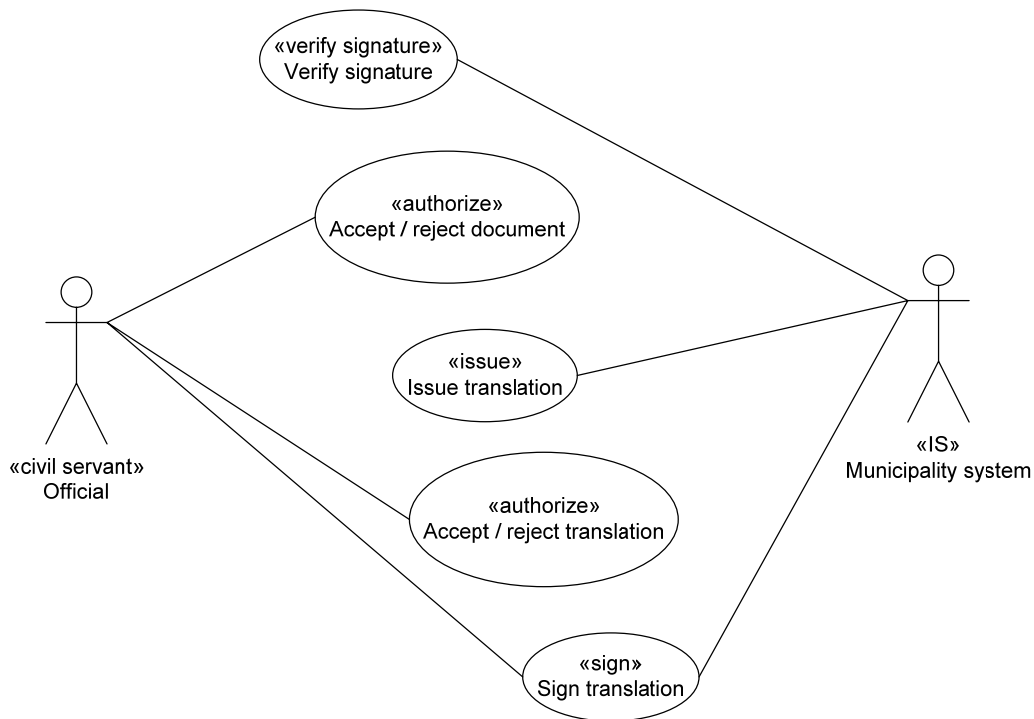 «verify signature»
Verify signature
«authorize»
Accept / reject document
«issue»
Issue translation
«IS»
Municipality system
«civil servant»
Official
«authorize»
Accept / reject translation
«sign»
Sign translation